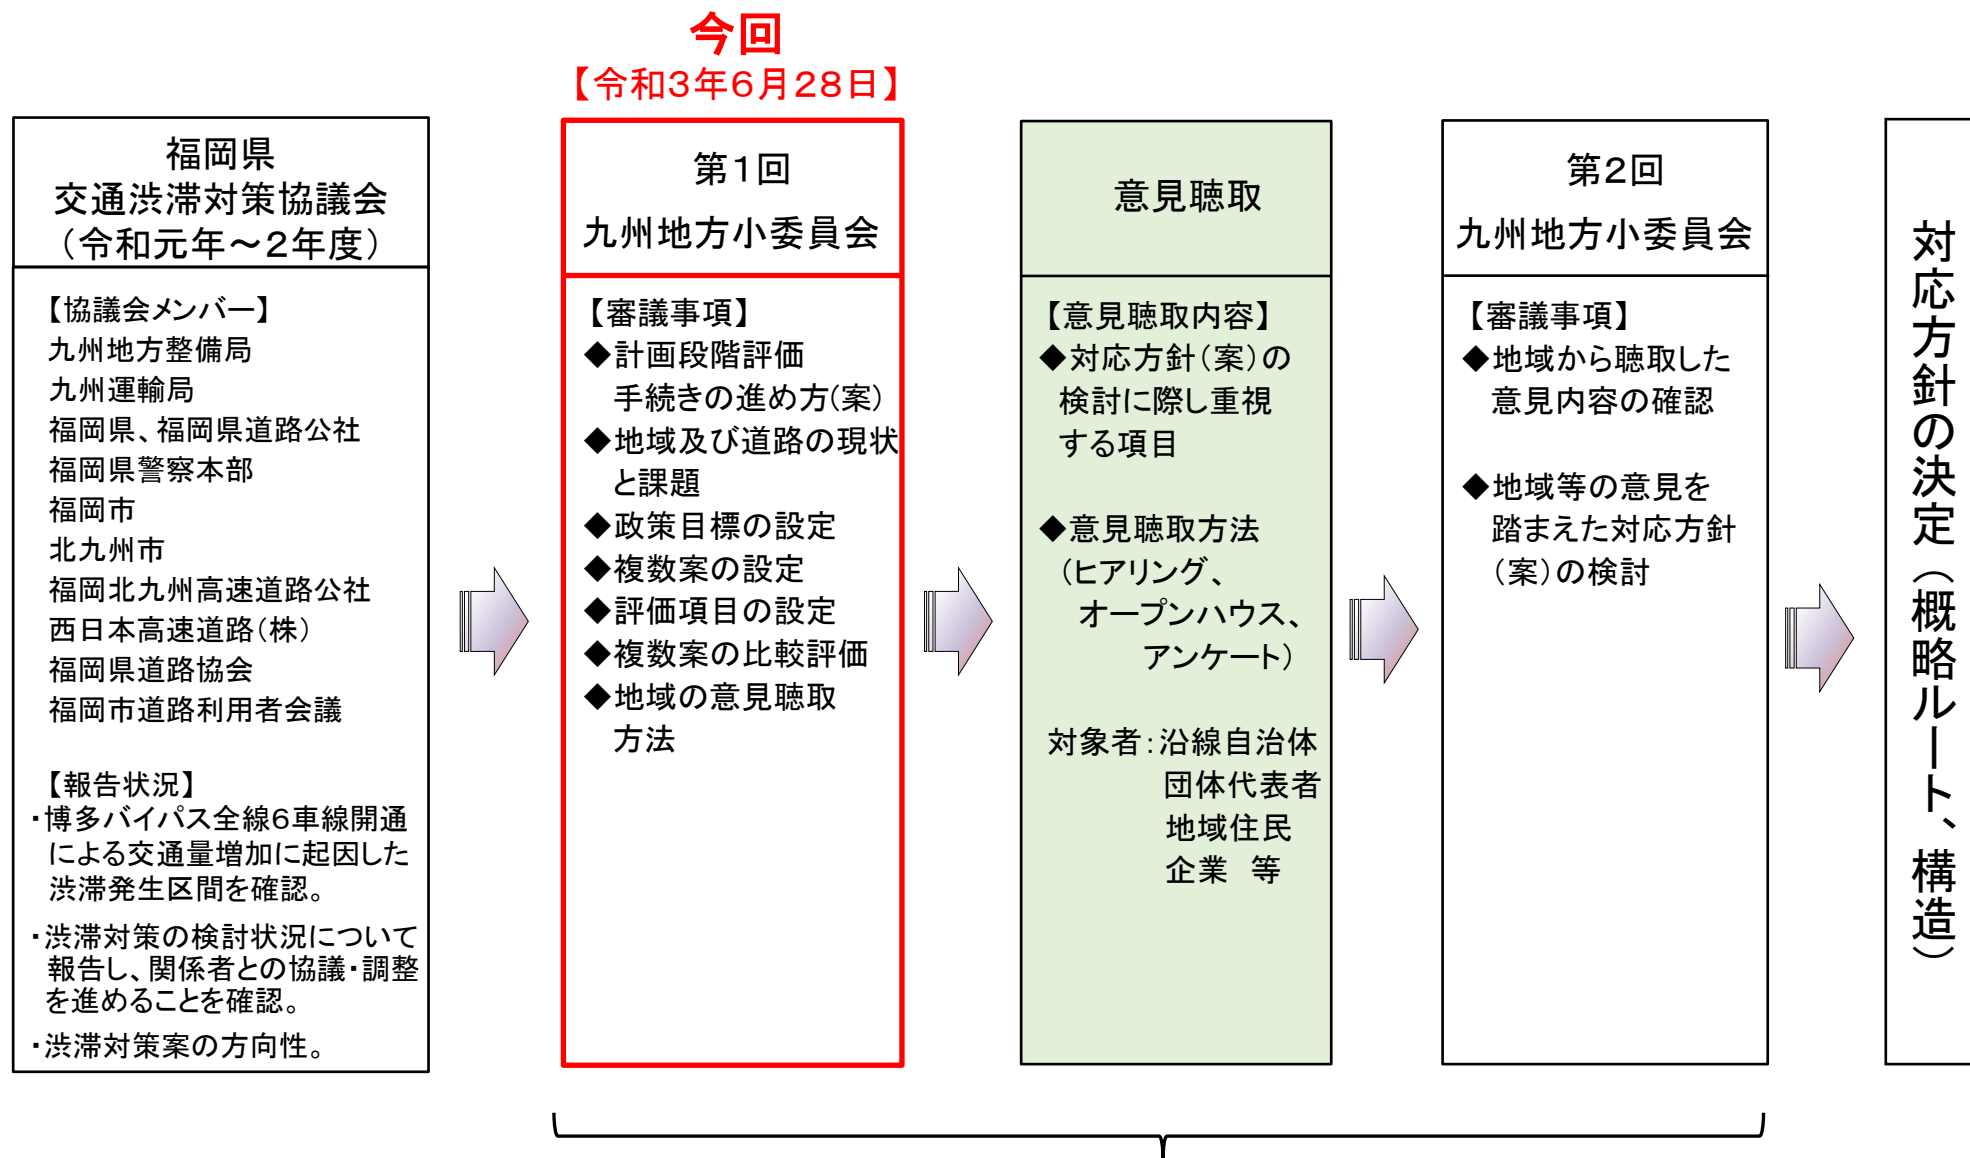 今回
【令和3年6月28日】
福岡県
交通渋滞対策協議会
（令和元年～2年度）
【協議会メンバー】
九州地方整備局
九州運輸局
福岡県、福岡県道路公社
福岡県警察本部
福岡市
北九州市
福岡北九州高速道路公社
西日本高速道路（株）
福岡県道路協会
福岡市道路利用者会議
【報告状況】
・博多バイパス全線6車線開通
による交通量増加に起因した
渋滞発生区間を確認。
・渋滞対策の検討状況について
報告し、関係者との協議・調整
を進めることを確認。
・渋滞対策案の方向性。
第1回
九州地方小委員会
【審議事項】
◆計画段階評価
手続きの進め方(案)
◆地域及び道路の現状
と課題
◆政策目標の設定
◆複数案の設定
◆評価項目の設定
◆複数案の比較評価
◆地域の意見聴取
方法
意見聴取
【意見聴取内容】
◆対応方針（案）の
検討に際し重視
する項目
◆意見聴取方法
（ヒアリング、
オープンハウス、
アンケート）
対象者：沿線自治体
団体代表者
地域住民
企業　等
第2回
九州地方小委員会
【審議事項】
◆地域から聴取した
意見内容の確認
◆地域等の意見を
踏まえた対応方針
（案）の検討
対応方針の決定（概略ルート、構造）